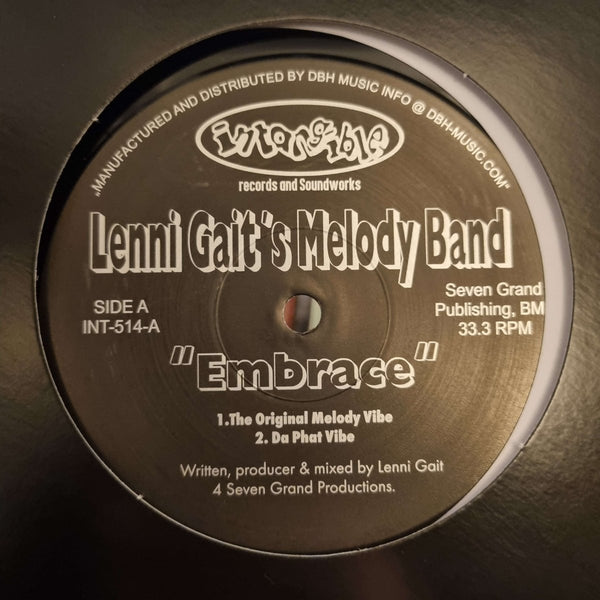 „MANUFACTURED AND DISTRIBUTED BY DBH MUSIC INFO @ DBH-MUSIC.COM"
intangible
records and Soundworks
Lenni Gait's Melody Band
SIDE A
INT-514-A
Seven Grand
Publishing, BM
33.3 RPM
"Embrace"
1.The Original Melody Vibe
2. Da Phat Vibe
Written, producer & mixed by Lenni Gait
4 Seven Grand Productions.